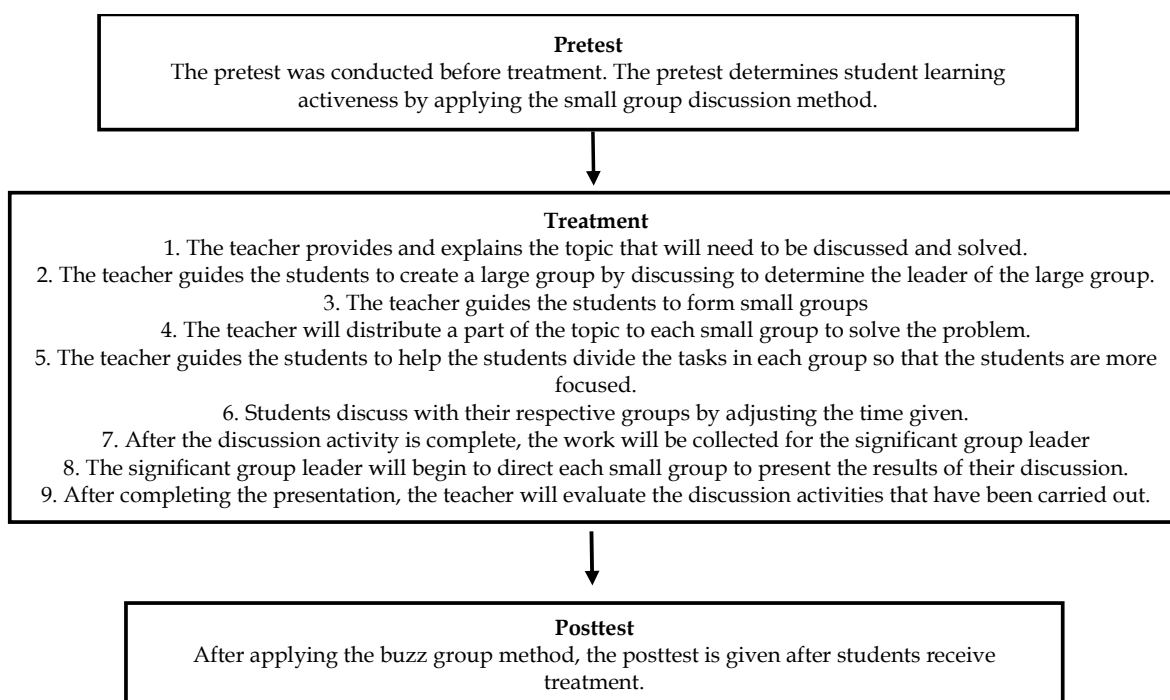 Pretest
The pretest was conducted before treatment. The pretest determines student learning
activeness by applying the small group discussion method.
Treatment
1. The teacher provides and explains the topic that will need to be discussed and solved.
2. The teacher guides the students to create a large group by discussing to determine the leader of the large group.
3. The teacher guides the students to form small groups
4. The teacher will distribute a part of the topic to each small group to solve the problem.
5. The teacher guides the students to help the students divide the tasks in each group so that the students are more
focused.
6. Students discuss with their respective groups by adjusting the time given.
7. After the discussion activity is complete, the work will be collected for the significant group leader
8. The significant group leader will begin to direct each small group to present the results of their discussion.
9. After completing the presentation, the teacher will evaluate the discussion activities that have been carried out.
Posttest
After applying the buzz group method, the posttest is given after students receive
treatment.